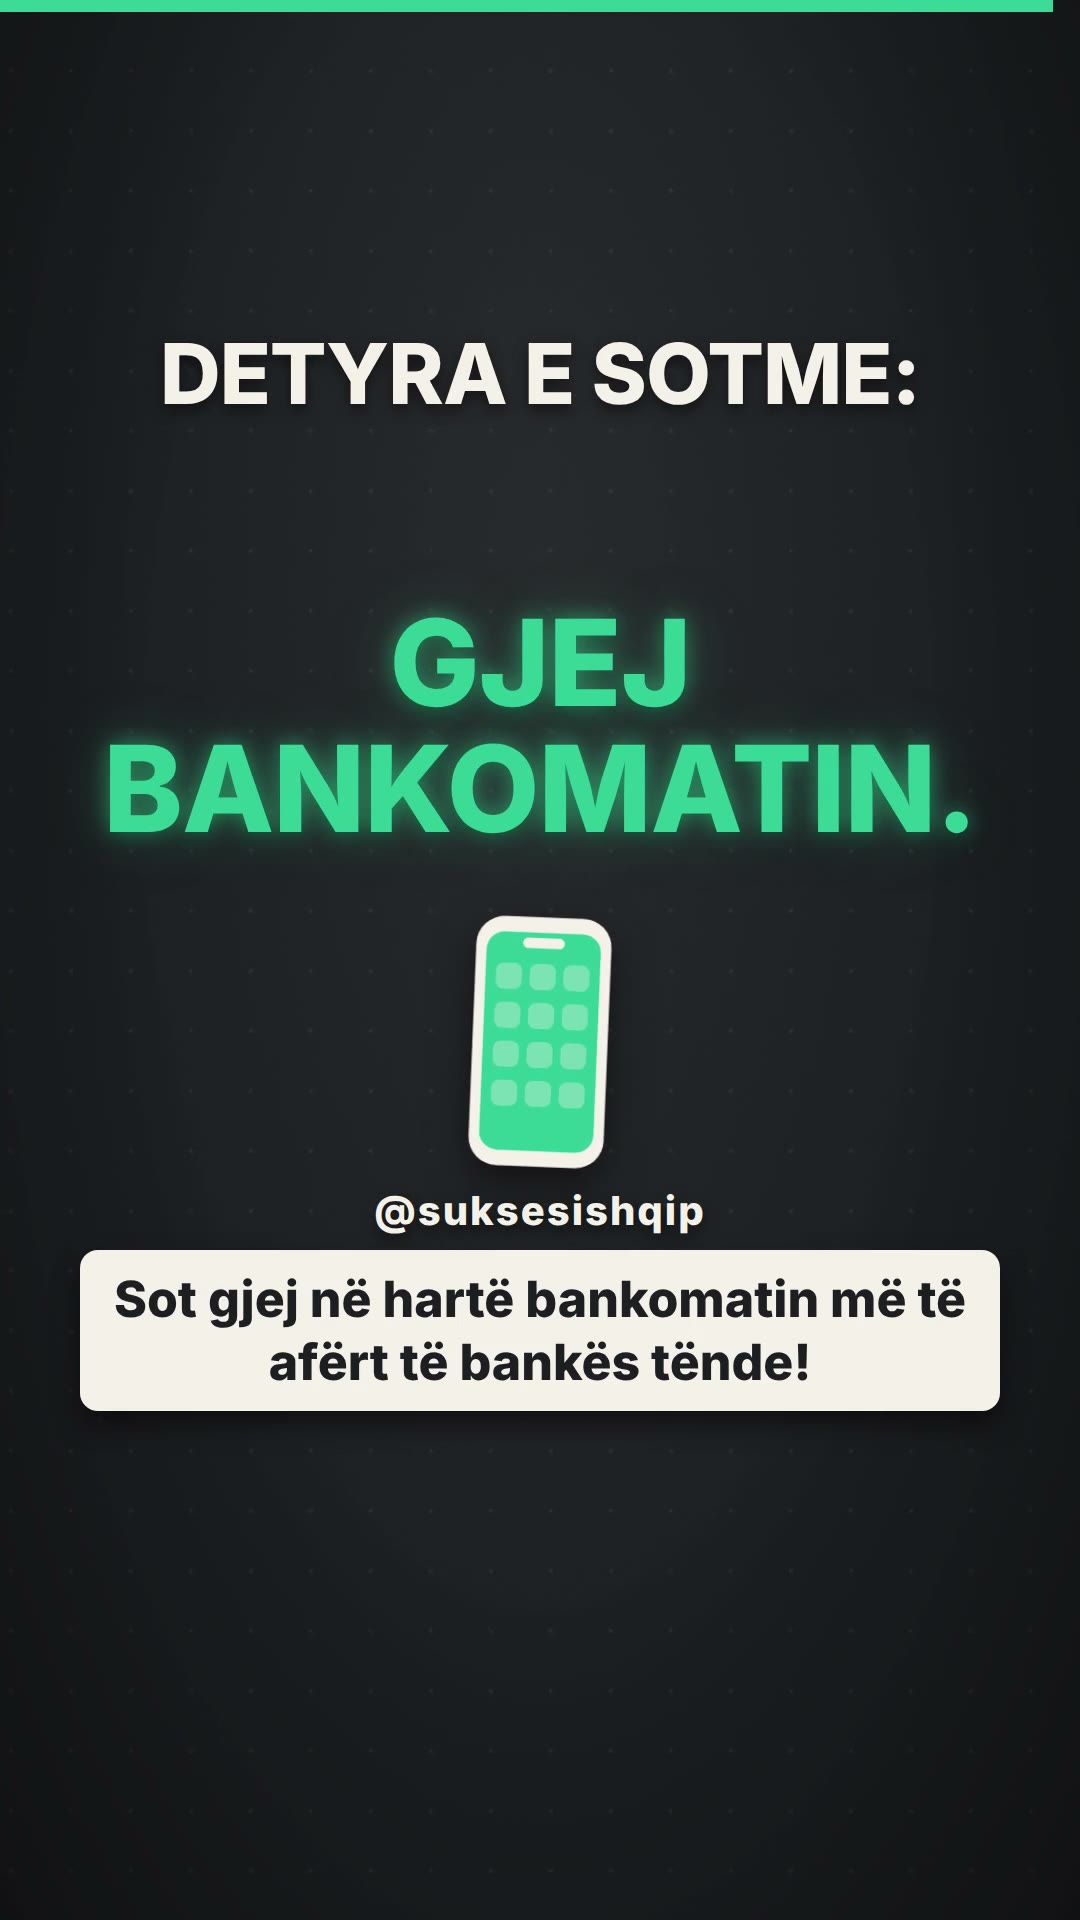 DETYRA E SOTME:
GJEJ
BANKOMATIN.
@suksesishqip
Sot gjej në hartë bankomatin më të
afërt të bankës tënde!